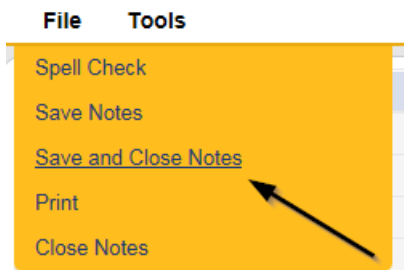 File Tools
Spell Check
Save Notes
Save and Close Notes
Print
Close Notes